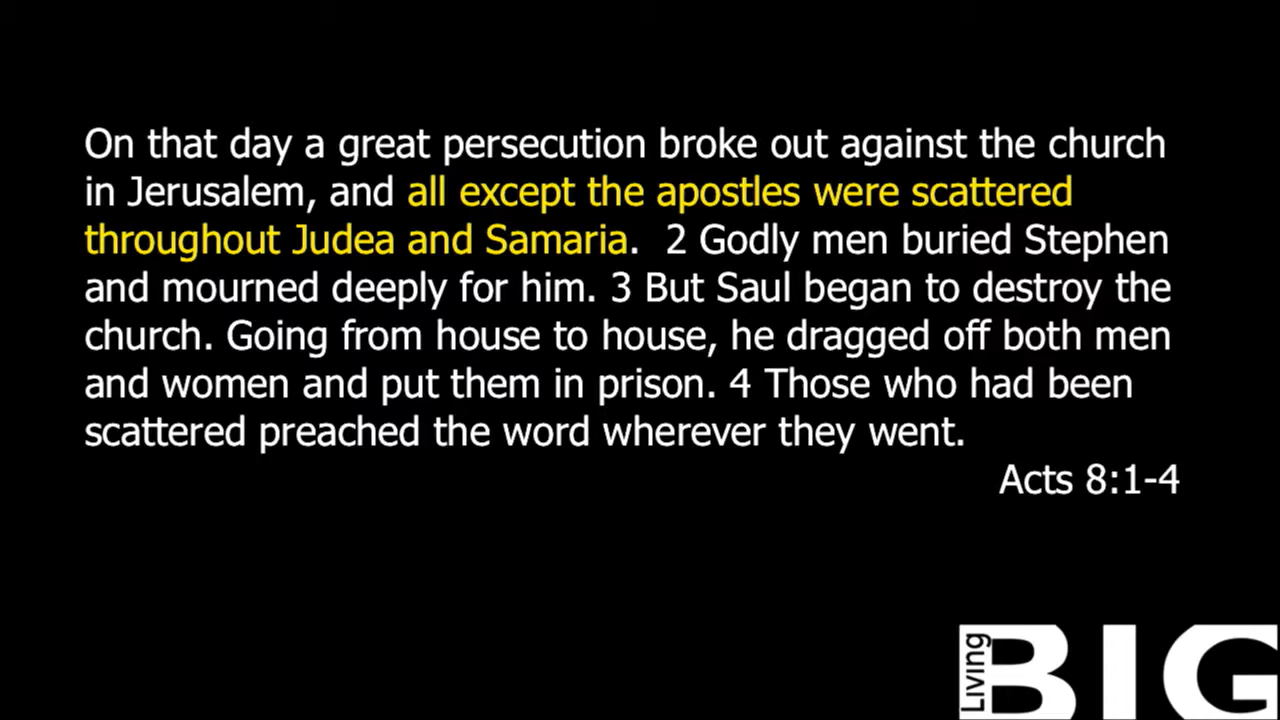 On that day a great persecution broke out against the church
in Jerusalem, and all except the apostles were scattered
throughout Judea and Samaria.  2 Godly men buried Stephen
and mourned deeply for him. 3 But Saul began to destroy the
church. Going from house to house, he dragged off both men
and women and put them in prison. 4 Those who had been
scattered preached the word wherever they went.
Acts 8:1-4
Living
BIG